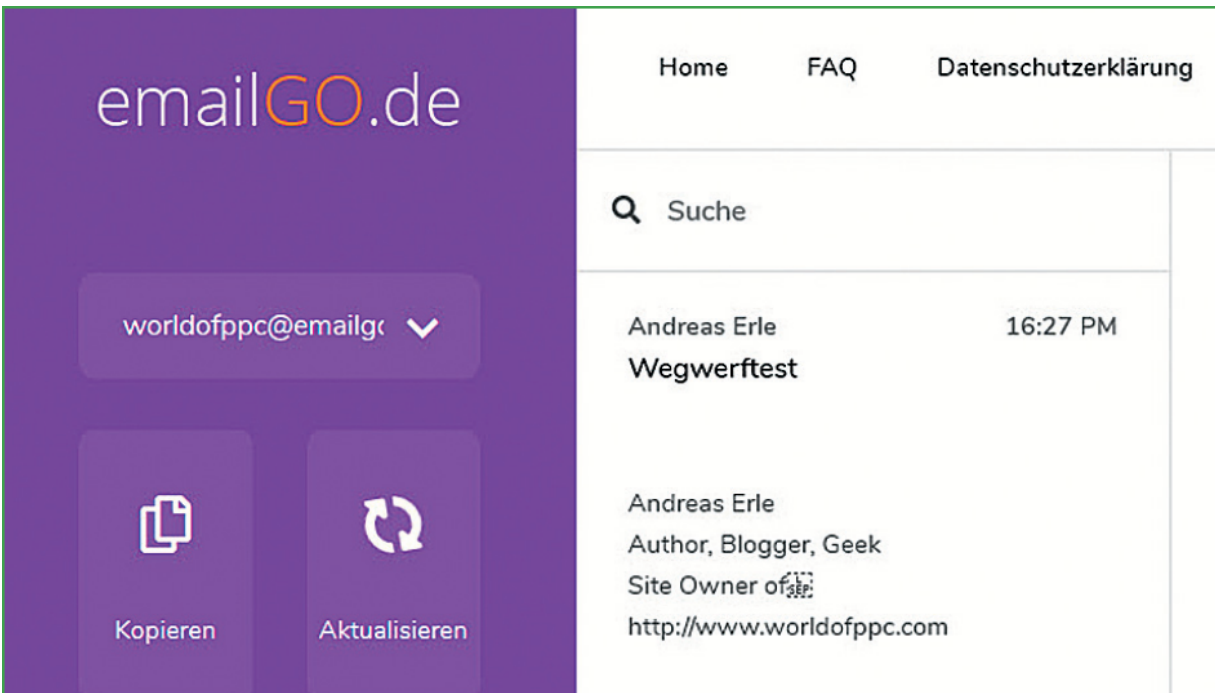 emailGO.de
worldofppc@emailgo
Kopieren
Aktualisieren
Home FAQ Datenschutzerklärung
Suche
Andreas Erle 16:27 PM
Wegwerftest
Andreas Erle
Author, Blogger, Geek
Site Owner of
http://www.worldofppc.com